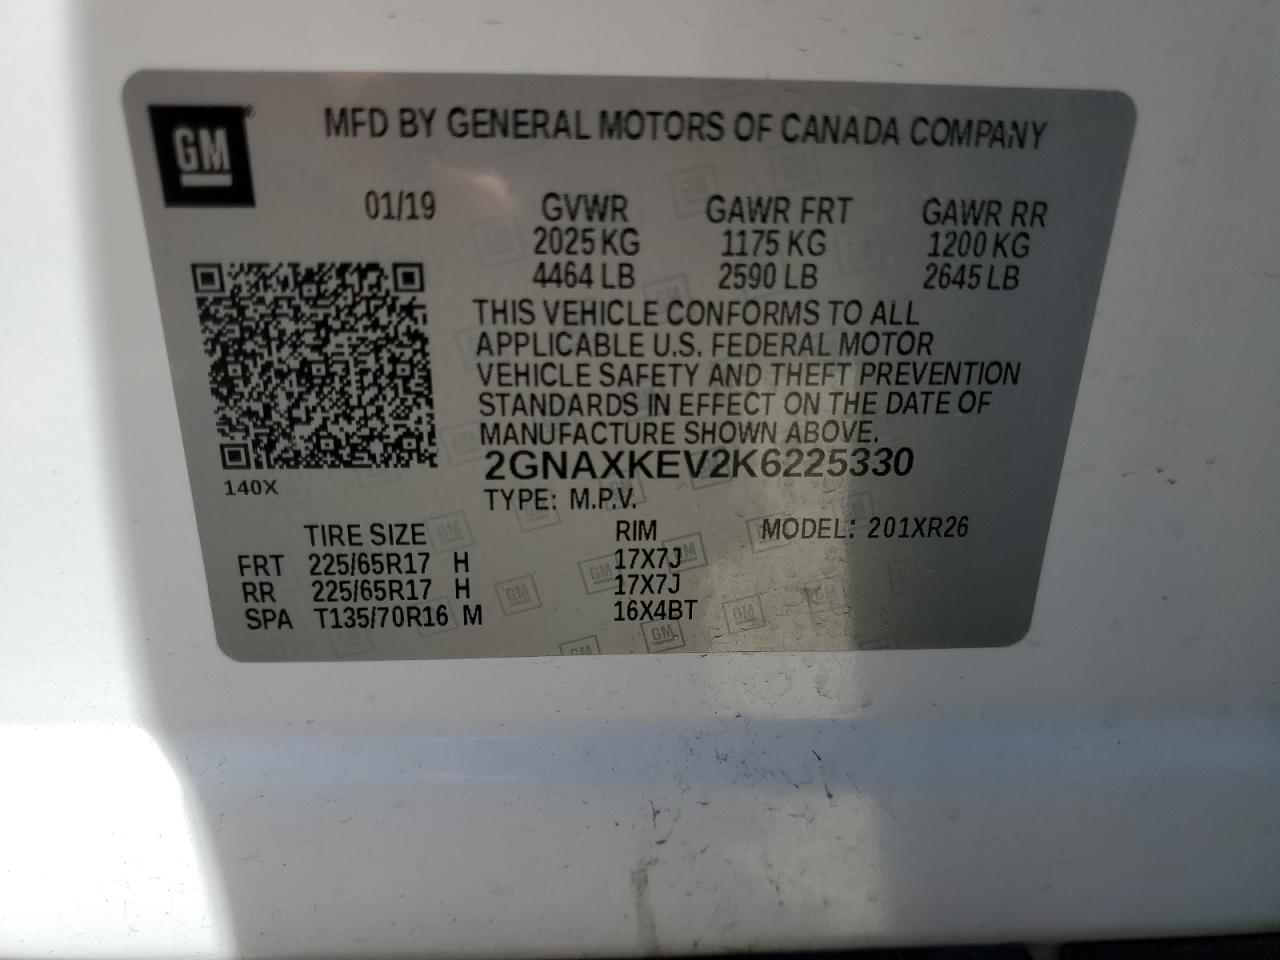 GM
MFD BY GENERAL MOTORS OF CANADA COMPANY
01/19 GVWR GAWR FRT GAWR RR
2025 KG 1175 KG 1200 KG
4464 LB 2590 LB 2645 LB
THIS VEHICLE CONFORMS TO ALL
APPLICABLE U.S. FEDERAL MOTOR
VEHICLE SAFETY AND THEFT PREVENTION
STANDARDS IN EFFECT ON THE DATE OF
MANUFACTURE SHOWN ABOVE.
2GNAXKEV2K6225330
140X
TYPE: M.P.V.
TIRE SIZE RIM MODEL: 201XR26
FRT 225/65R17 H 17X7J
RR 225/65R17 H 17X7J
SPA T135/70R16 M 16X4BT